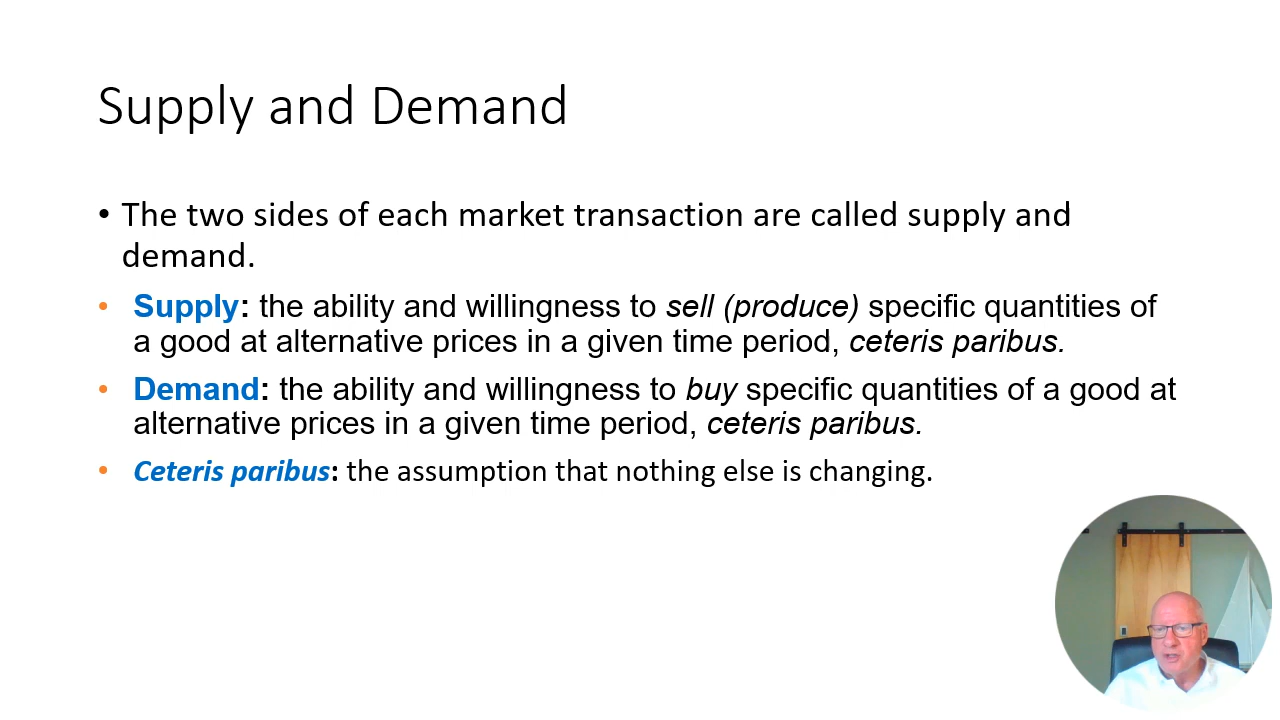 Supply and Demand
• The two sides of each market transaction are called supply and
demand.
• Supply: the ability and willingness to sell (produce) specific quantities of
a good at alternative prices in a given time period, ceteris paribus.
• Demand: the ability and willingness to buy specific quantities of a good at
alternative prices in a given time period, ceteris paribus.
• Ceteris paribus: the assumption that nothing else is changing.